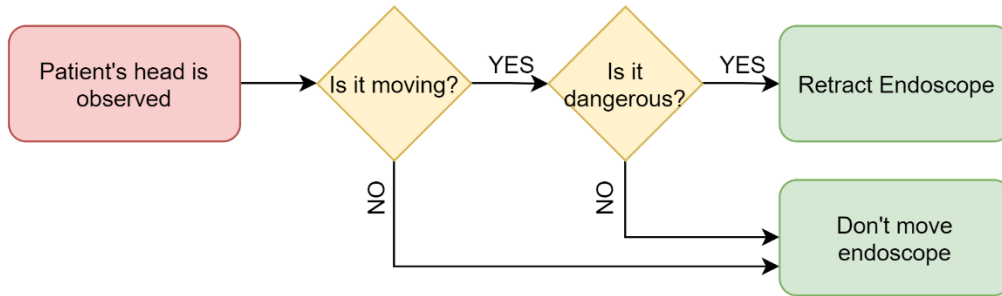 Patient's head is
observed
Is it moving?
YES
Is it
dangerous?
YES
Retract Endoscope
NO
NO
Don't move
endoscope